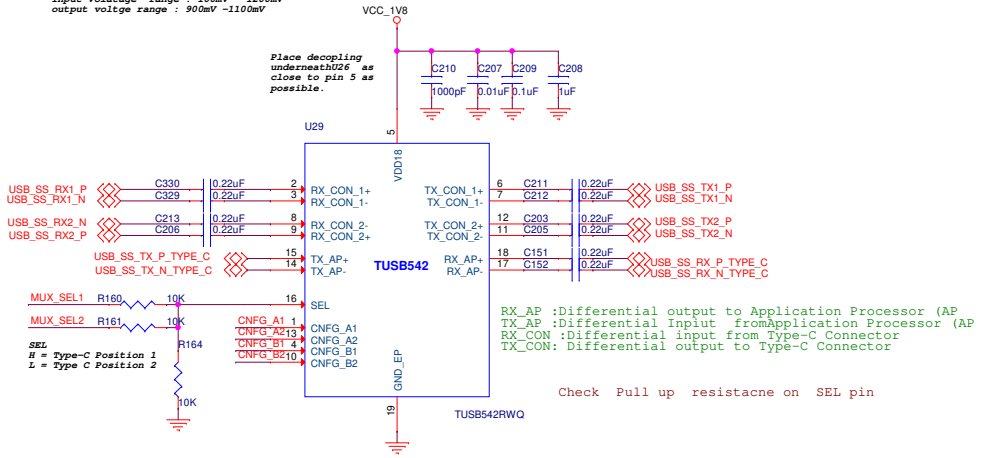 output voltge range : 900mV -1100mV
VCC_1V8
Place decopling
underneathU26 as
close to pin 5 as
possible.
C210
C207
C209
C208
1000pF
0.01uF
0.1uF
1uF
U29
5
VDD18
USB_SS_RX1_P
C330
0.22uF
2
RX_CON_1+
TX_CON_1+
6
C211
0.22uF
USB_SS_TX1_P
USB_SS_RX1_N
C329
0.22uF
3
RX_CON_1-
TX_CON_1-
7
C212
0.22uF
USB_SS_TX1_N
USB_SS_RX2_N
C213
0.22uF
8
RX_CON_2-
TX_CON_2+
12
C203
0.22uF
USB_SS_TX2_P
USB_SS_RX2_P
C206
0.22uF
9
RX_CON_2+
TX_CON_2-
11
C205
0.22uF
USB_SS_TX2_N
USB_SS_TX_P_TYPE_C
15
TX_AP+
RX_AP+
18
C151
0.22uF
USB_SS_RX_P_TYPE_C
USB_SS_TX_N_TYPE_C
14
TX_AP-
RX_AP-
17
C152
0.22uF
USB_SS_RX_N_TYPE_C
TUSB542
MUX_SEL1
R160
10K
16
SEL
MUX_SEL2
R161
10K
CNFG_A1
1
CNFG_A1
CNFG_A2
13
CNFG_A2
CNFG_B1
4
CNFG_B1
CNFG_B2
10
CNFG_B2
R164
10K
SEL
H = Type-C Position 1
L = Type C Position 2
GND_EP
19
TUSB542RWQ
RX_AP :Differential output to Application Processor (AP
TX_AP :Differential Input fromApplication Processor (AP
RX_CON :Differential input from Type-C Connector
TX_CON: Differential output to Type-C Connector
Check Pull up resistacne on SEL pin